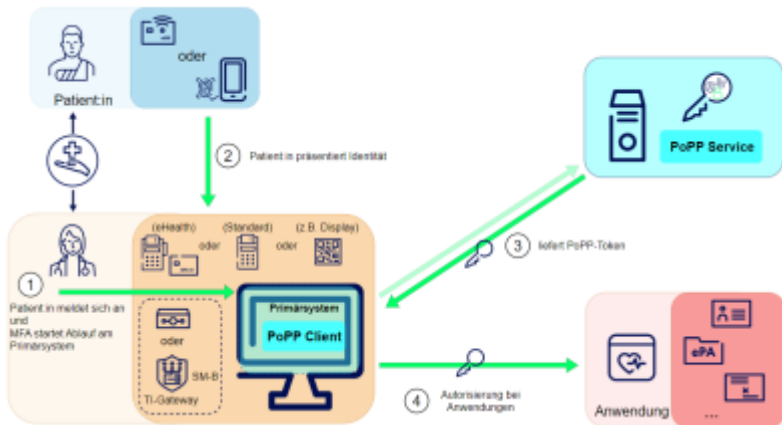 oder
Patient:in
2
Patient:in präsentiert Identität
PoPP Service
(eHealth)
(Standard)
(z.B. Display)
oder
oder
3
liefert PoPP-Token
1
Patient:in meldet sich an
und
MFA startet Ablauf am
Primärsystem
Primärsystem
PoPP Client
oder
SM-B
TI-Gateway
4
Autorisierung bei
Anwendungen
ePA
Anwendung
...